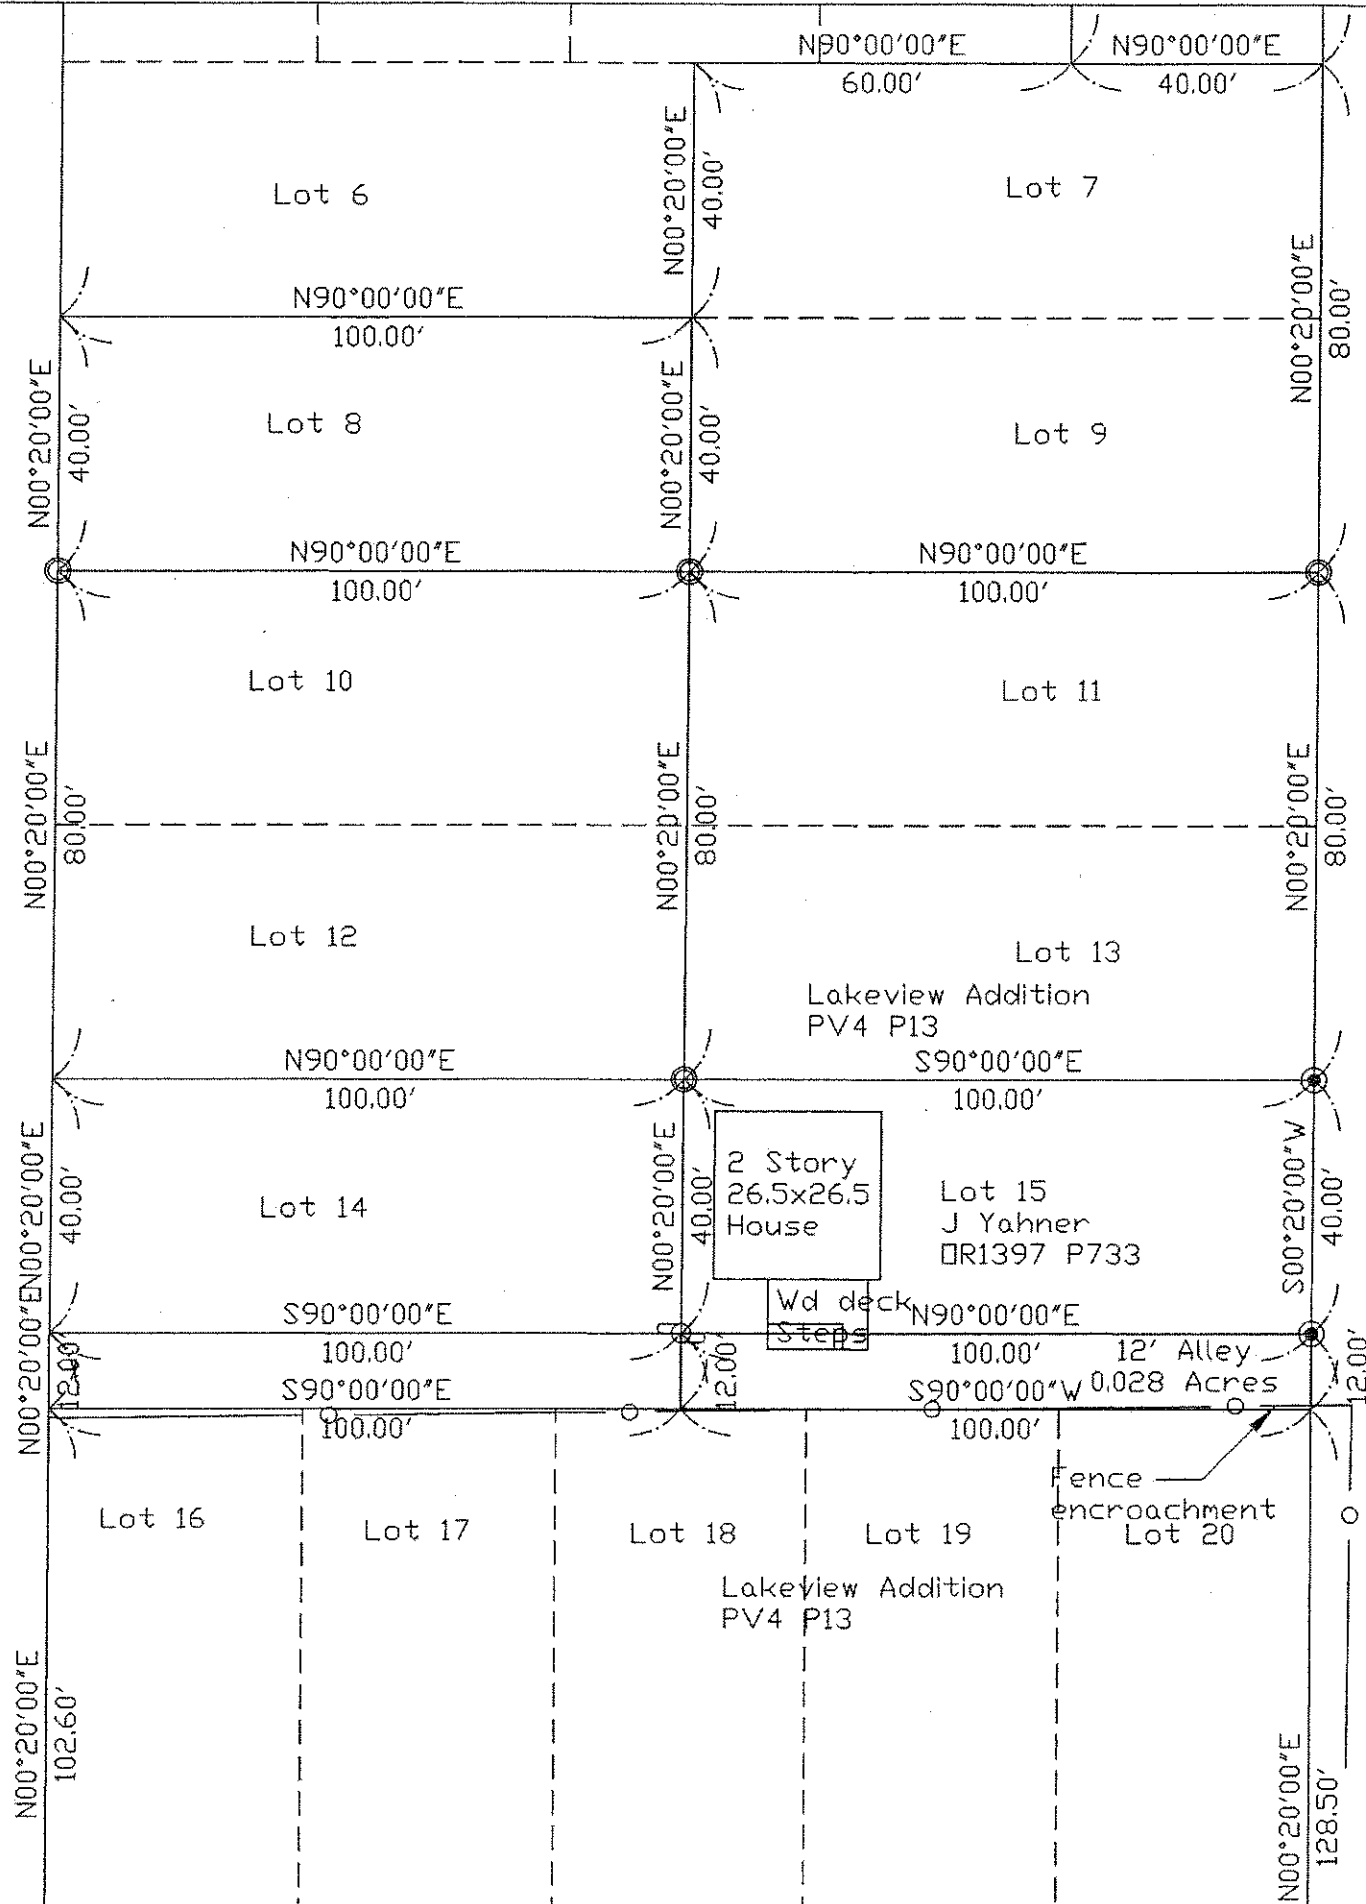 N90°00'00"E
60.00'
N90°00'00"E
40.00'
N00°20'00"E
40.00'
Lot 6
Lot 7
N90°00'00"E
100.00'
N00°20'00"E
80.00'
N00°20'00"E
40.00'
Lot 8
N00°20'00"E
40.00'
Lot 9
N90°00'00"E
100.00'
N90°00'00"E
100.00'
Lot 10
Lot 11
N00°20'00"E
80.00'
N00°20'00"E
80.00'
N00°20'00"E
80.00'
Lot 12
Lot 13
Lakeview Addition
PV4 P13
N90°00'00"E
100.00'
S90°00'00"E
100.00'
N00°20'00"E
40.00'
Lot 14
N00°20'00"E
40.00'
2 Story
26.5x26.5
House
Lot 15
J Yahner
OR1397 P733
S00°20'00"W
40.00'
Wd deck
Steps
S90°00'00"E
100.00'
N90°00'00"E
100.00'
12' Alley
0.028 Acres
N00°20'00"E
12.00'
12.00'
12.00'
S90°00'00"E
100.00'
S90°00'00"W
100.00'
Fence
encroachment
Lot 16
Lot 17
Lot 18
Lot 19
Lot 20
Lakeview Addition
PV4 P13
N00°20'00"E
102.60'
N00°20'00"E
128.50'